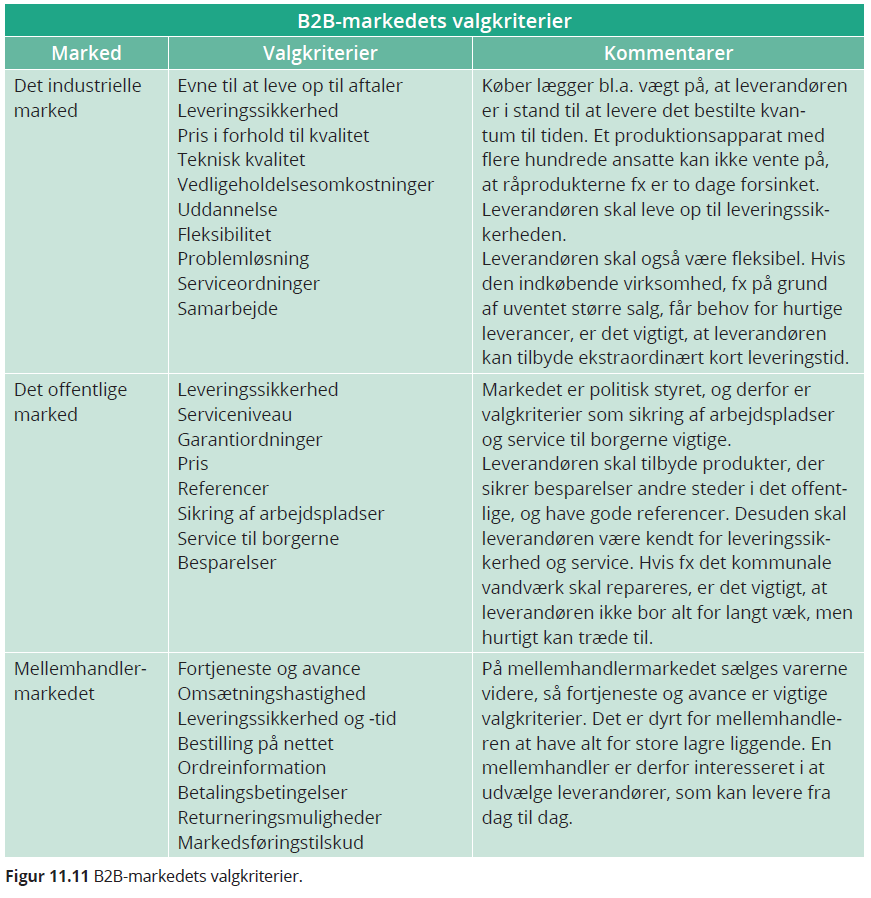 B2B-markedets valgkriterier
Marked
Valgkriterier
Kommentarer
Det industrielle
marked
Evne til at leve op til aftaler
Leveringssikkerhed
Pris i forhold til kvalitet
Teknisk kvalitet
Vedligeholdelsesomkostninger
Uddannelse
Fleksibilitet
Problemløsning
Serviceordninger
Samarbejde
Køber lægger bl.a. vægt på, at leverandøren
er i stand til at levere det bestilte kvan-
tum til tiden. Et produktionsapparat med
flere hundrede ansatte kan ikke vente på,
at råprodukterne fx er to dage forsinket.
Leverandøren skal leve op til leveringssik-
kerheden.
Leverandøren skal også være fleksibel. Hvis
den indkøbende virksomhed, fx på grund
af uventet større salg, får behov for hurtige
leverancer, er det vigtigt, at leverandøren
kan tilbyde ekstraordinært kort leveringstid.
Det offentlige
marked
Leveringssikkerhed
Serviceniveau
Garantiordninger
Pris
Referencer
Sikring af arbejdspladser
Service til borgerne
Besparelser
Markedet er politisk styret, og derfor er
valgkriterier som sikring af arbejdspladser
og service til borgerne vigtige.
Leverandøren skal tilbyde produkter, der
sikrer besparelser andre steder i det offent-
lige, og have gode referencer. Desuden skal
leverandøren være kendt for leveringssik-
kerhed og service. Hvis fx det kommunale
vandværk skal repareres, er det vigtigt, at
leverandøren ikke bor alt for langt væk, men
hurtigt kan træde til.
Mellemhandler-
markedet
Fortjeneste og avance
Omsætningshastighed
Leveringssikkerhed og -tid
Bestilling på nettet
Ordreinformation
Betalingsbetingelser
Returneringsmuligheder
Markedsføringstilskud
På mellemhandlermarkedet sælges varerne
videre, så fortjeneste og avance er vigtige
valgkriterier. Det er dyrt for mellemhandle-
ren at have alt for store lagre liggende. En
mellemhandler er derfor interesseret i at
udvælge leverandører, som kan levere fra
dag til dag.
Figur 11.11 B2B-markedets valgkriterier.